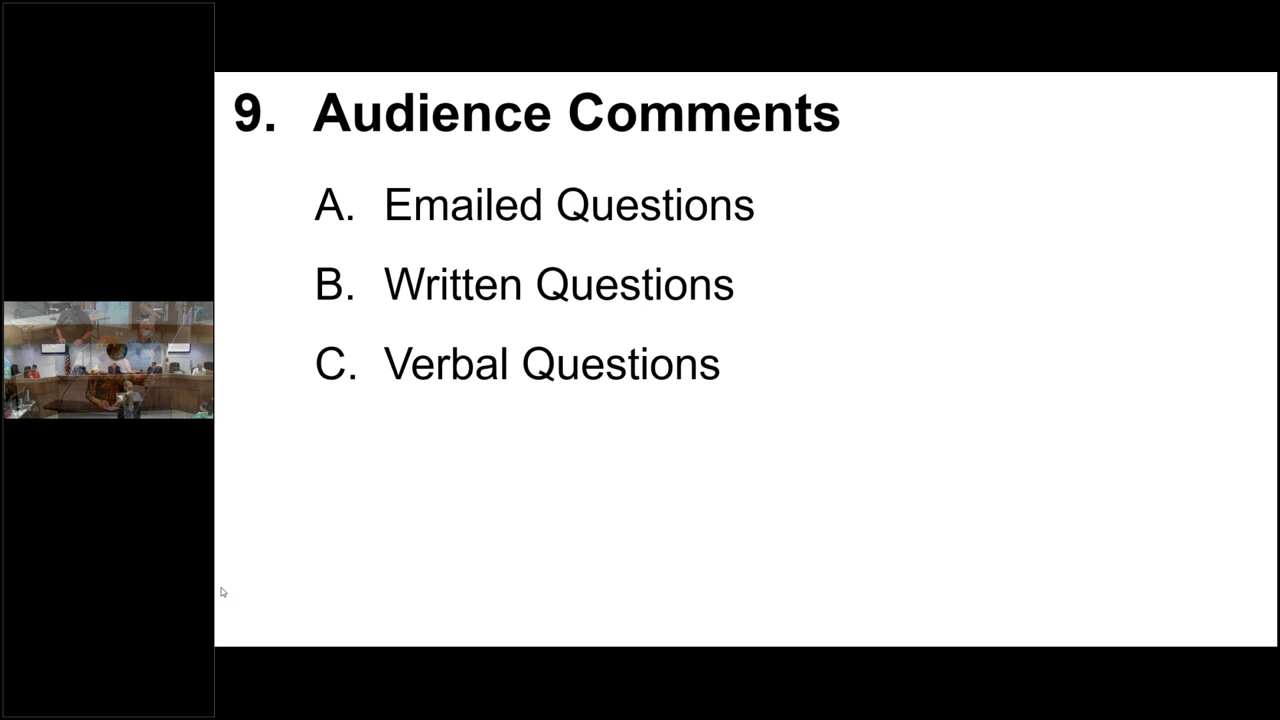 9. Audience Comments
A. Emailed Questions
B. Written Questions
C. Verbal Questions